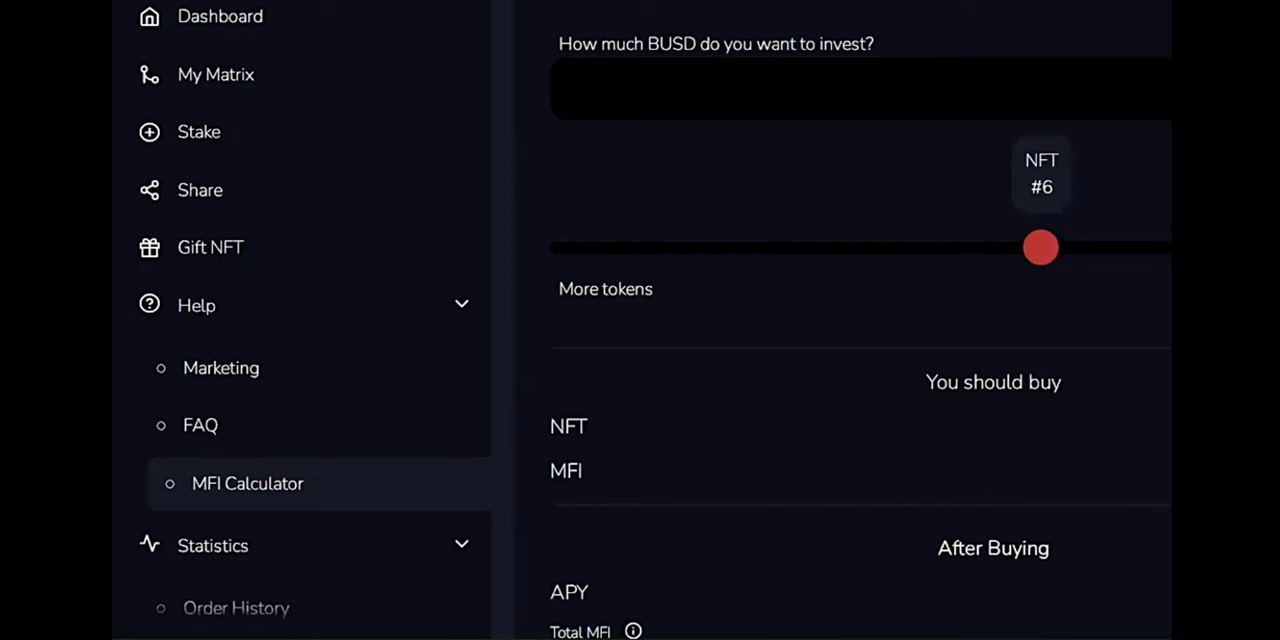 Dashboard
My Matrix
Stake
Share
Gift NFT
Help
Marketing
FAQ
MFI Calculator
Statistics
Order History
How much BUSD do you want to invest?
NFT
#6
More tokens
You should buy
NFT
MFI
After Buying
APY
Total MFI